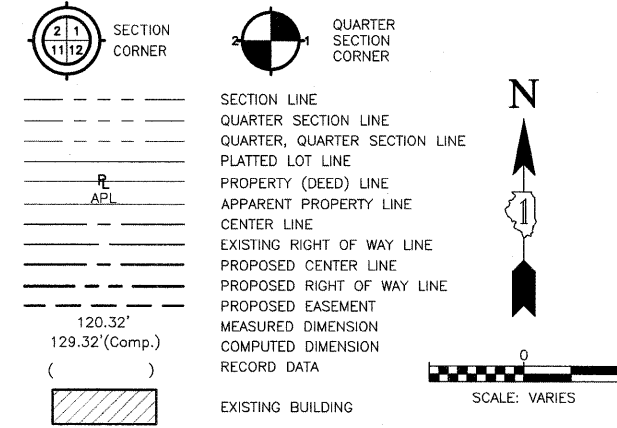 2 1 SECTION
11 12 CORNER
QUARTER
2 1 SECTION
CORNER
N
SECTION LINE
QUARTER SECTION LINE
QUARTER, QUARTER SECTION LINE
PLATTED LOT LINE
PL PROPERTY (DEED) LINE
APL APPARENT PROPERTY LINE
CENTER LINE
EXISTING RIGHT OF WAY LINE
PROPOSED CENTER LINE
PROPOSED RIGHT OF WAY LINE
PROPOSED EASEMENT
120.32' MEASURED DIMENSION
129.32'(Comp.) COMPUTED DIMENSION
( ) RECORD DATA
EXISTING BUILDING
1
0
SCALE: VARIES